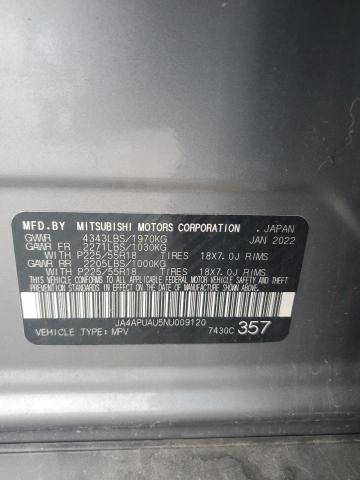 MFD.BY MITSUBISHI MOTORS CORPORATION . JAPAN
GVWR 4343LBS/1970KG JAN 2022
GAWR FR 2271LBS/1030KG
WITH P225/55R18 TIRES 18X7.0J RIMS
GAWR RR 2205LBS/1000KG
WITH P225/55R18 TIRES 18X7.0J RIMS
THIS VEHICLE CONFORMS TO ALL APPLICABLE FEDERAL MOTOR
VEHICLE SAFETY, BUMPER, AND THEFT PREVENTION STANDARDS
IN EFFECT ON THE DATE OF MANUFACTURE SHOWN ABOVE.
JA4APUAU5NU009120
VEHICLE TYPE: MPV 7430C 357